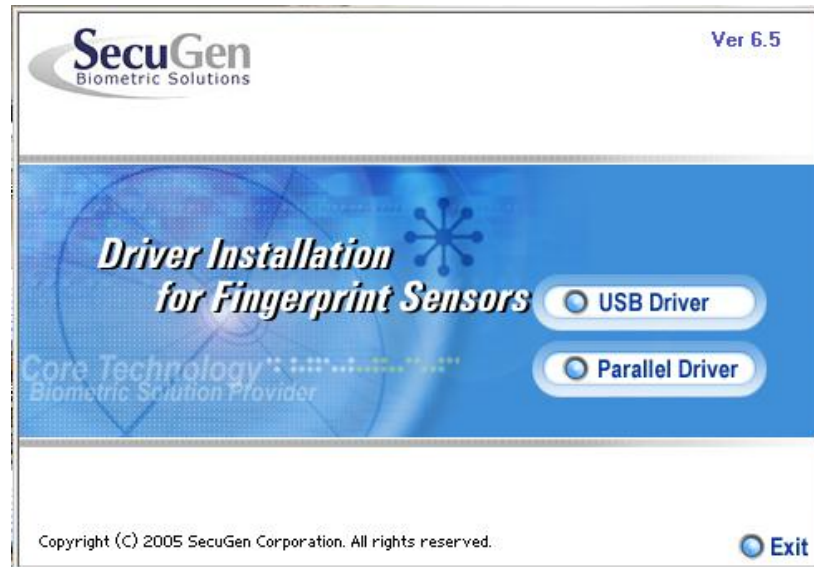 SecuGen
Biometric Solutions
Ver 6.5
Driver Installation
for Fingerprint Sensors
USB Driver
Parallel Driver
Core Technology
Biometric Solution Provider
Copyright (C) 2005 SecuGen Corporation. All rights reserved.
Exit